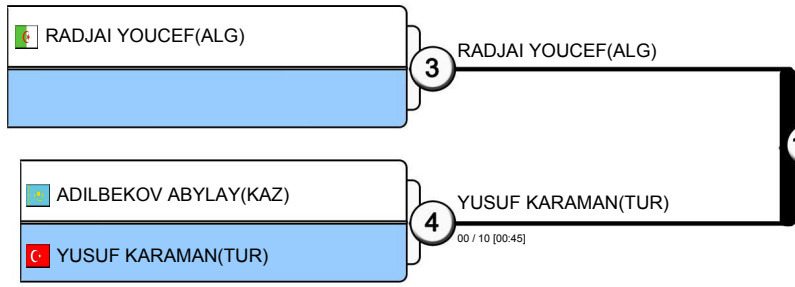 RADJAI YOUCEF(ALG)
3
RADJAI YOUCEF(ALG)
ADILBEKOV ABYLAY(KAZ)
4
YUSUF KARAMAN(TUR)
00 / 10 [00:45]
YUSUF KARAMAN(TUR)